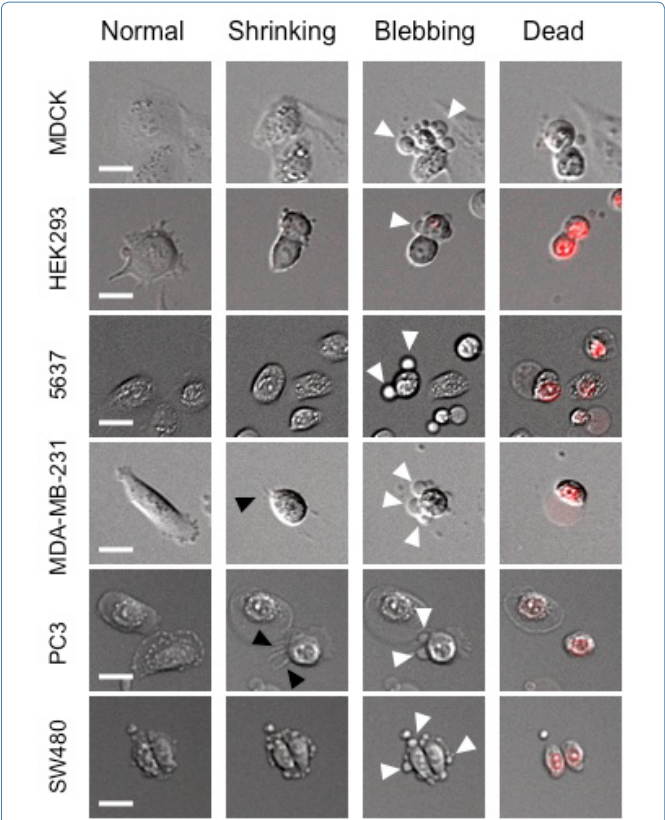 Normal Shrinking Blebbing Dead
MDCK
HEK293
5637
MDA-MB-231
PC3
SW480